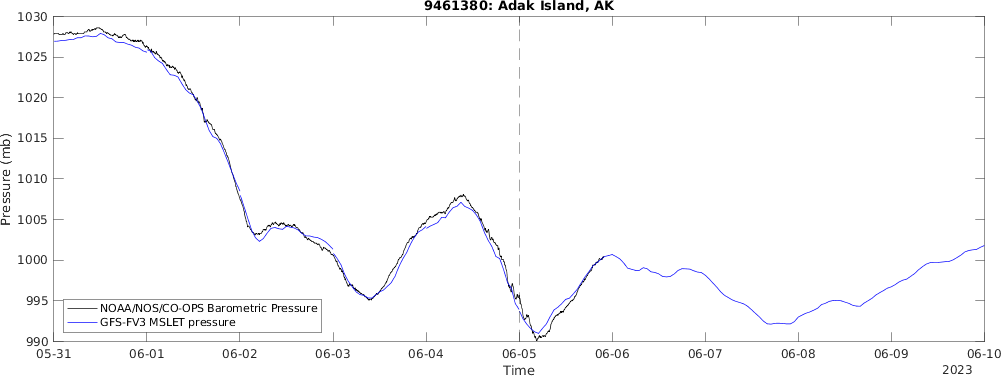 9461380: Adak Island, AK
1030
1025
1020
1015
1010
1005
1000
995
990
Pressure (mb)
NOAA/NOS/CO-OPS Barometric Pressure
GFS-FV3 MSLET pressure
05-31 06-01 06-02 06-03 06-04 06-05 06-06 06-07 06-08 06-09 06-10
Time
2023